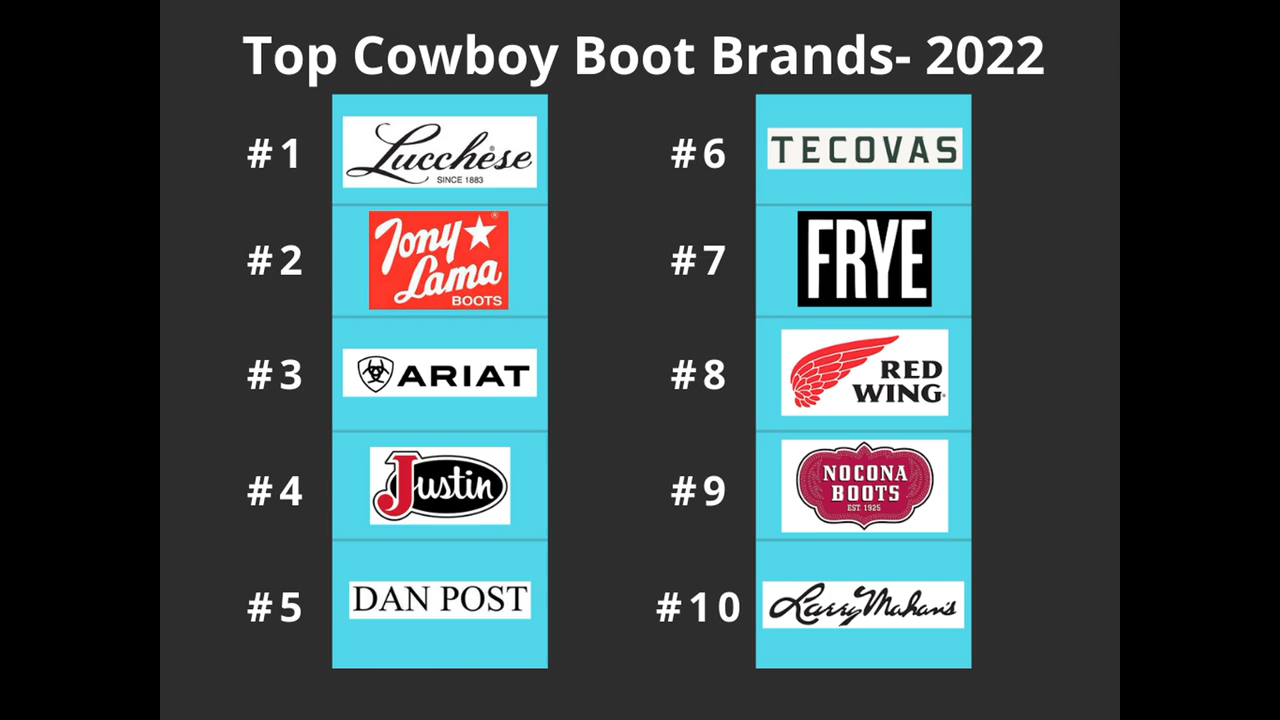 Top Cowboy Boot Brands- 2022
#1
Lucchese
SINCE 1883
#2
Tony
Lama
BOOTS
#3
ARIAT
#4
Justin
#5
DAN POST
#6
TECOVAS
#7
FRYE
#8
RED
WING
#9
NOCONA
BOOTS
EST. 1925
#10
Larry Mahan's